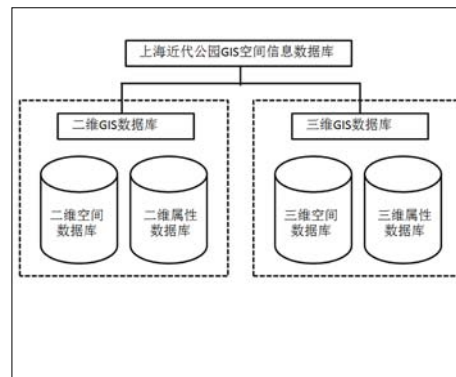 上海近代公园GIS空间信息数据库
二维GIS数据库
三维GIS数据库
二维空间
数据库
二维属性
数据库
三维空间
数据库
三维属性
数据库